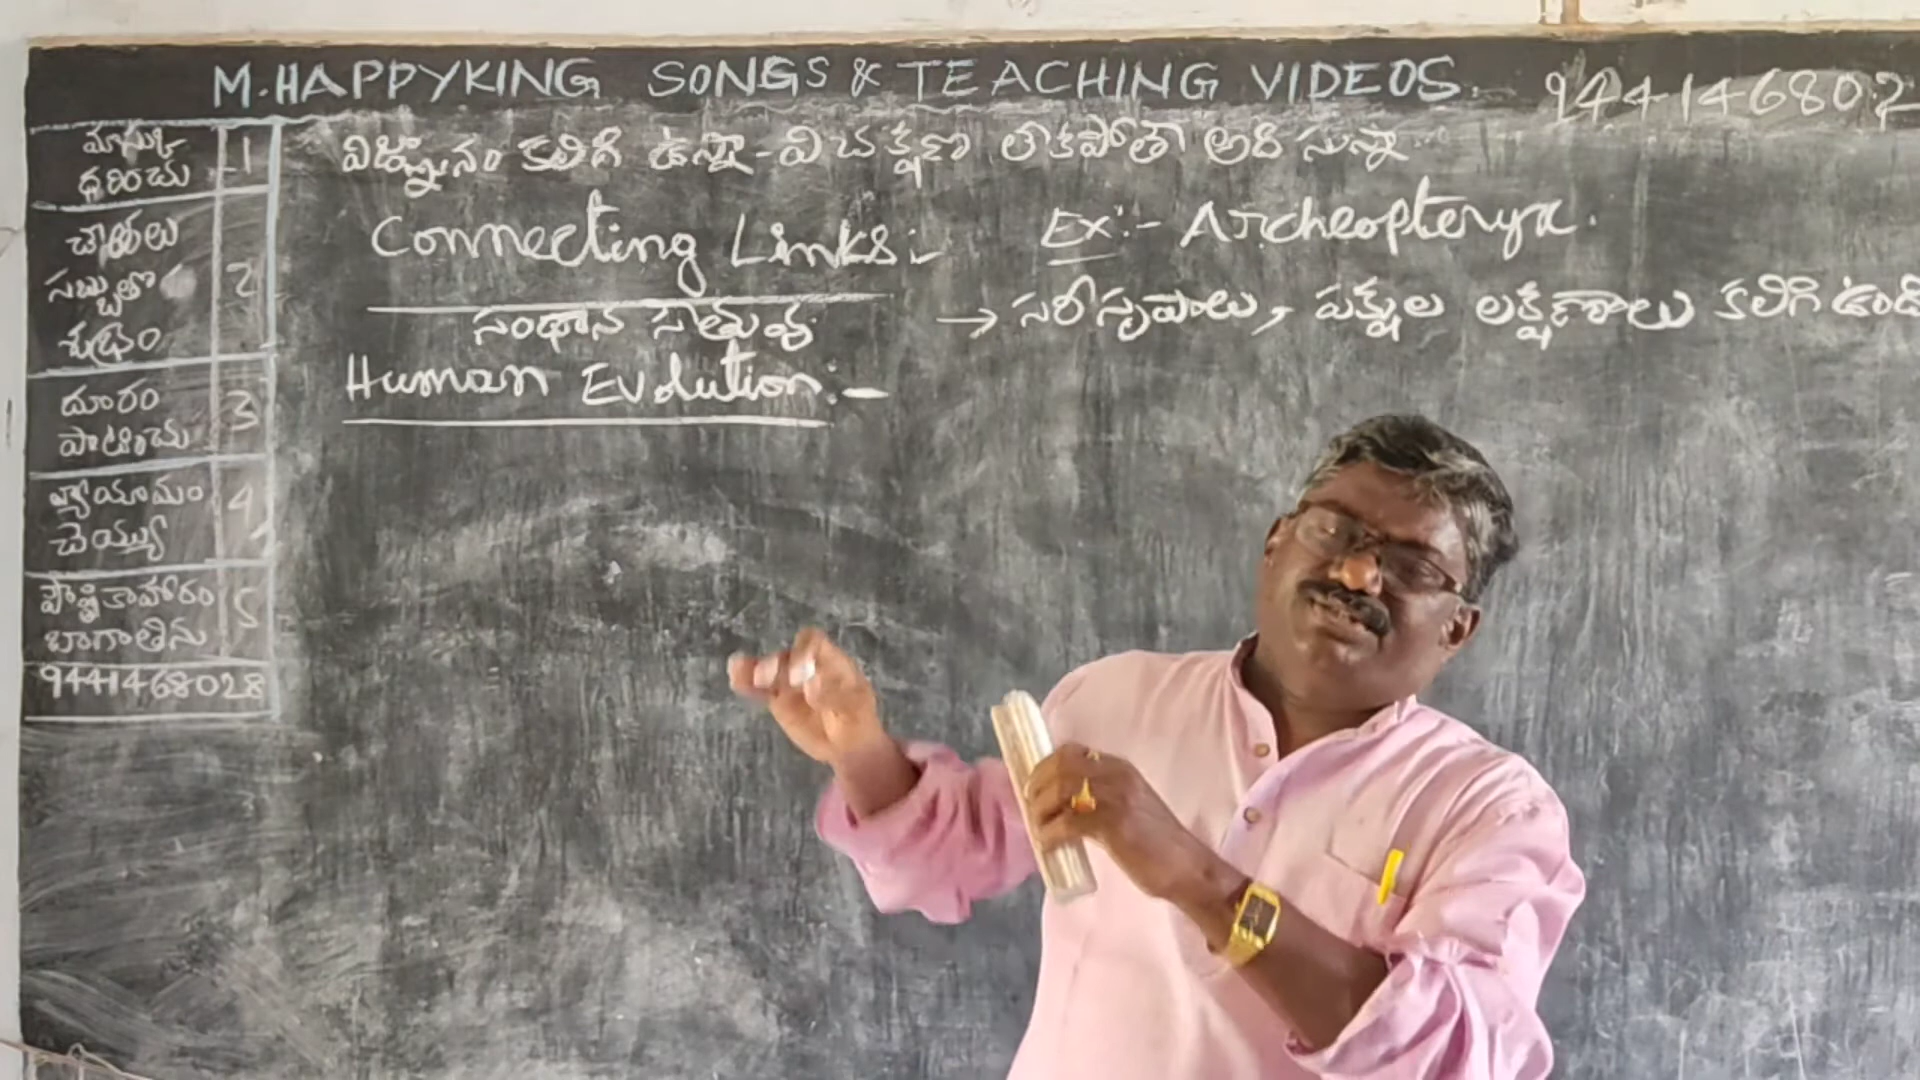 M.HAPPYKING SONGS & TEACHING VIDEOS. 944146802
విజ్ఞానం కలిగి ఉన్నా-విచక్షణ లేకపోతే అది సున్నా
Connecting Links:- Ex:- Archeopteryx.
సంధాన సేతువు → సరీసృపాలు, పక్షుల లక్షణాలు కలిగి ఉంది
Human Evolution:-
మాస్కు
ధరించు 1
చేతులు
సబ్బుతో 2
శుభ్రం
దూరం 3
పాటించు
వ్యాయామం 4
చెయ్యు
పౌష్టికాహారం 5
బాగాతిను
9441468028